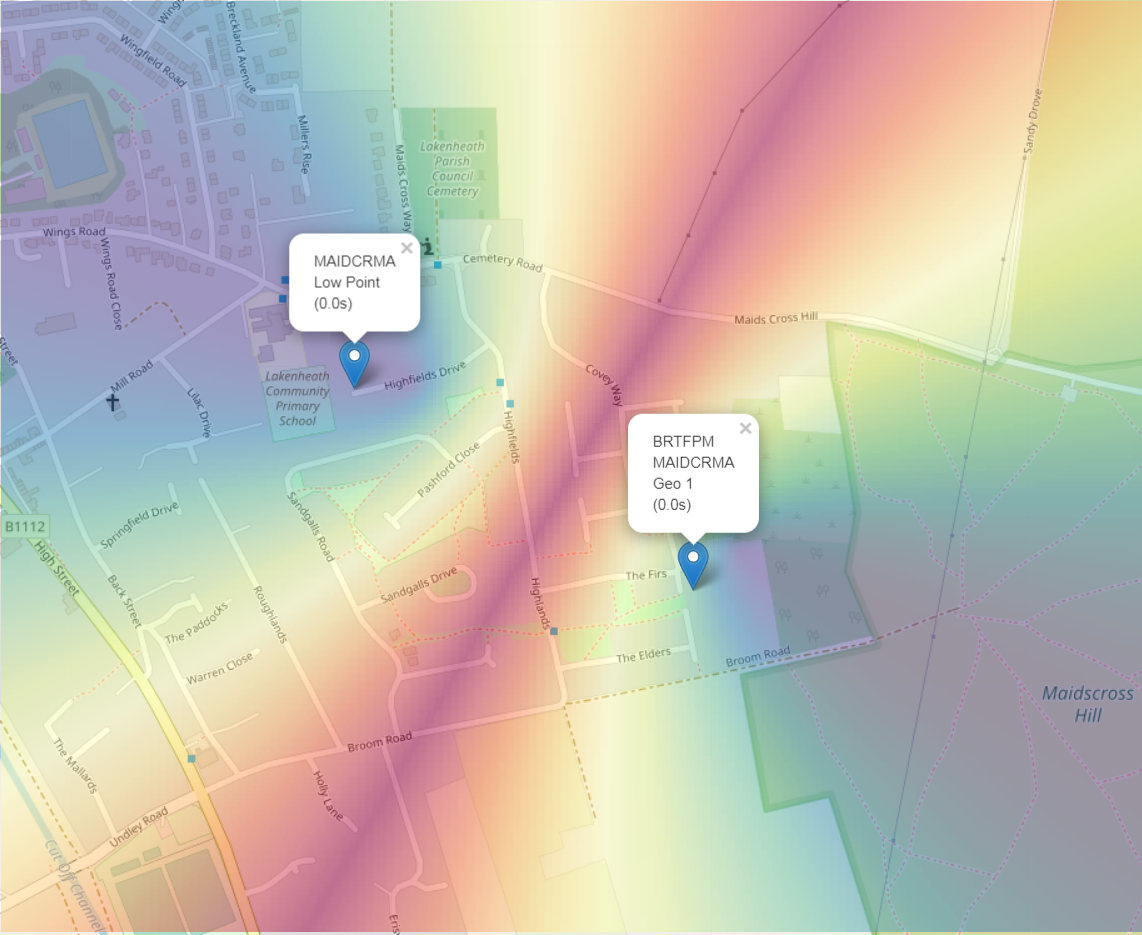 Breckland Avenue
Wingfield Road
Millers Rise
Sandy Drove
Maids Cross Way
Lakenheath
Parish
Council
Cemetery
Wings Road
Wings Road Close
MAIDCRMA
Low Point
(0.0s)
×
i
Cemetery Road
Maids Cross Hill
Street
Mill Road
Lilac Drive
Lakenheath
Community
Primary
School
Highfields Drive
Covey Way
Highfields
BRTFPM
MAIDCRMA
Geo 1
(0.0s)
×
Pashford Close
B1112
High Street
Springfield Drive
Sandgalls Road
Back Street
Roughlands
Sandgalls Drive
Highlands
The Firs
The Paddocks
Warren Close
The Elders
Broom Road
Maidscross
Hill
Broom Road
The Mallards
Holly Lane
Undley Road
Cut Off Channel